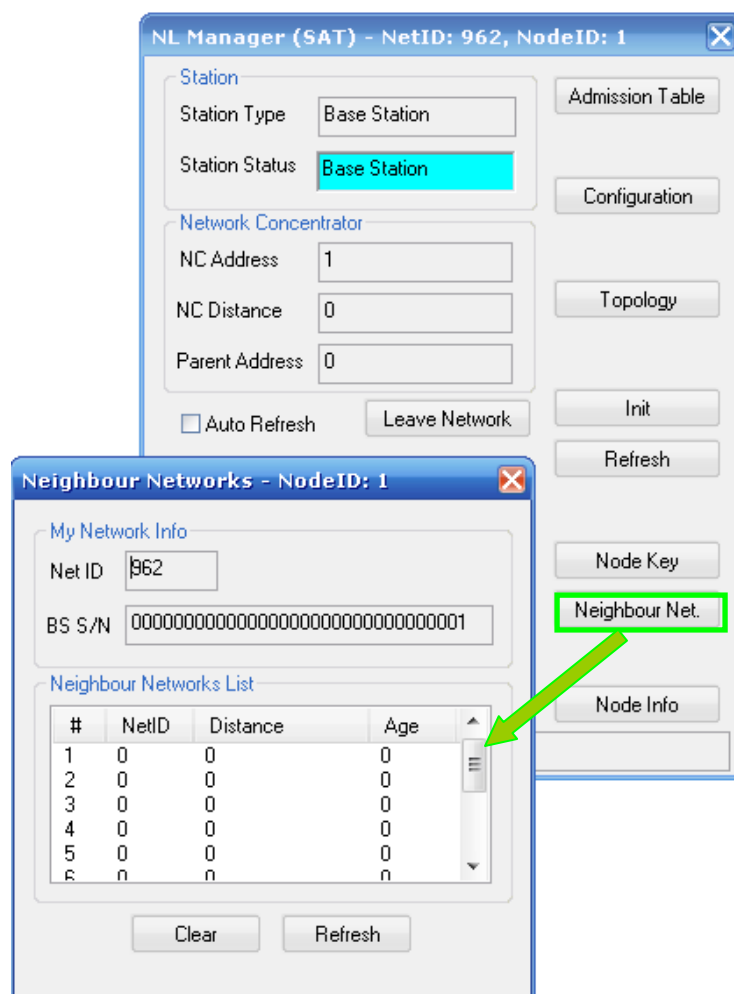 NL Manager (SAT) - NetID: 962, NodeID: 1
Station
Station Type Base Station
Station Status Base Station
Network Concentrator
NC Address 1
NC Distance 0
Parent Address 0
Auto Refresh Leave Network
Admission Table
Configuration
Topology
Init
Refresh
Node Key
Neighbour Net.
Node Info
Neighbour Networks - NodeID: 1
My Network Info
Net ID 962
BS S/N 00000000000000000000000000000001
Neighbour Networks List
# NetID Distance Age
1 0 0 0
2 0 0 0
3 0 0 0
4 0 0 0
5 0 0 0
6 0 0 0
Clear Refresh